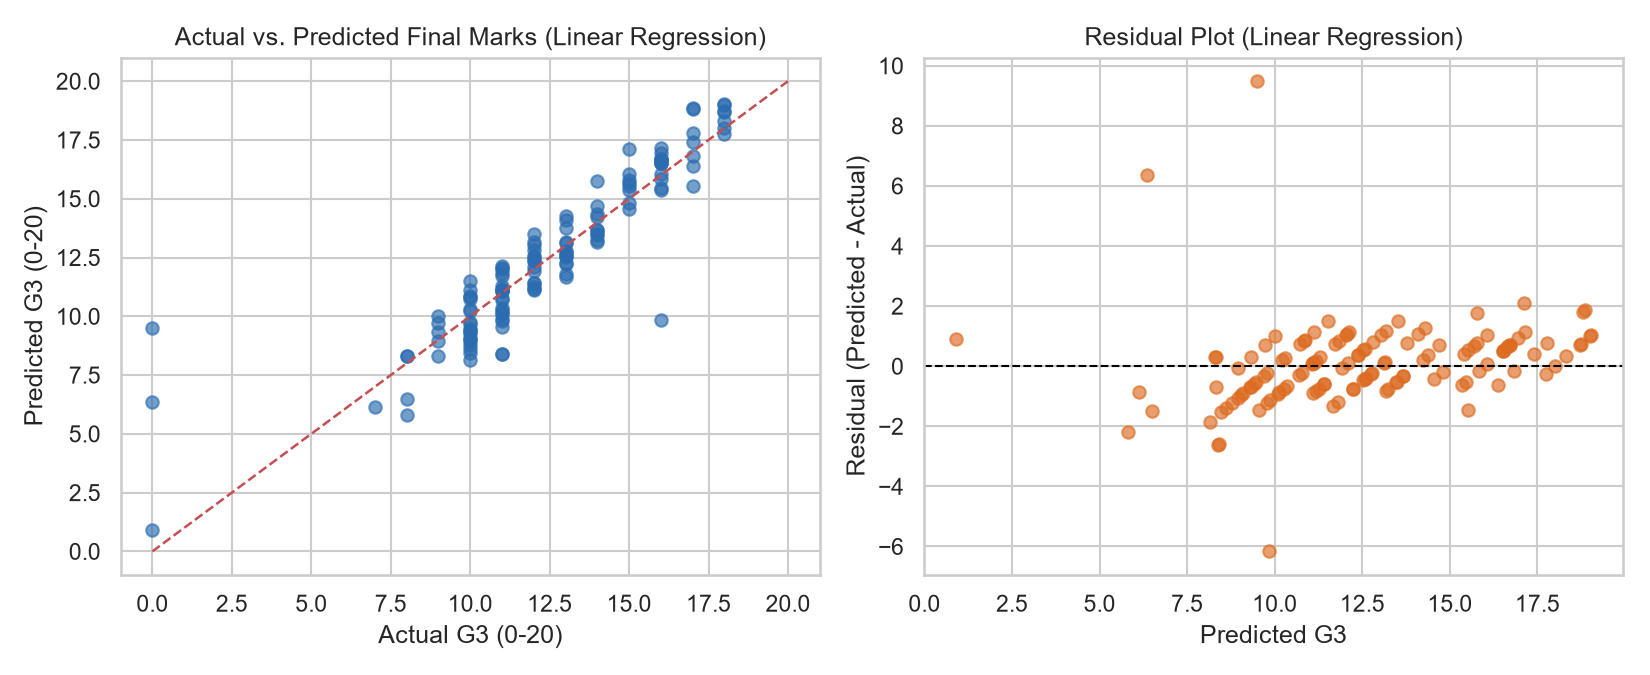 Actual vs. Predicted Final Marks (Linear Regression)
20.0
17.5
15.0
12.5
10.0
7.5
5.0
2.5
0.0
Predicted G3 (0-20)
0.0 2.5 5.0 7.5 10.0 12.5 15.0 17.5 20.0
Actual G3 (0-20)
Residual Plot (Linear Regression)
10
8
6
4
2
0
−2
−4
−6
Residual (Predicted - Actual)
0.0 2.5 5.0 7.5 10.0 12.5 15.0 17.5
Predicted G3